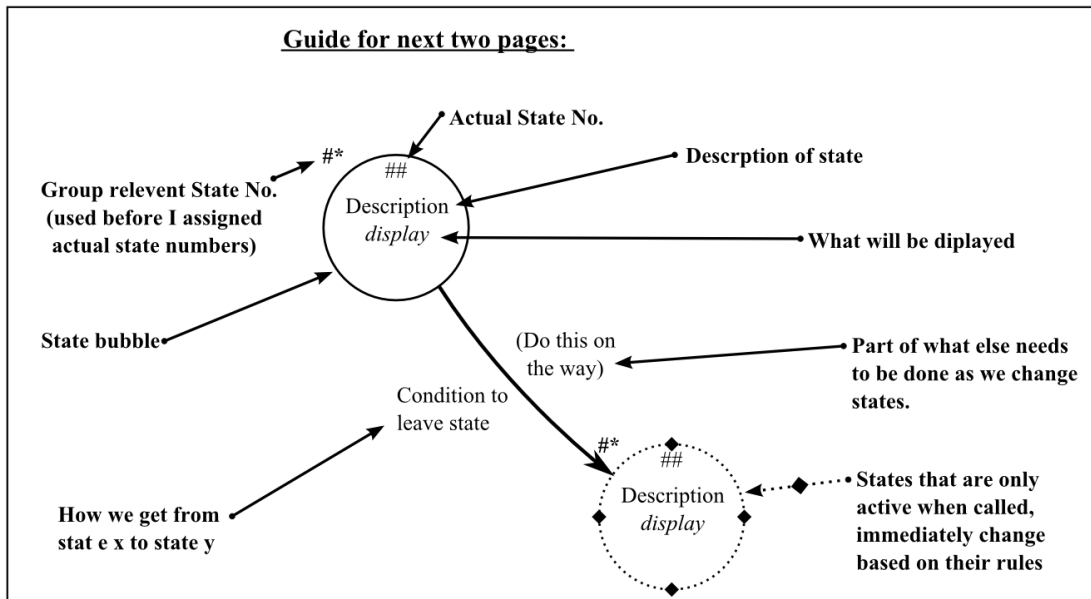 Guide for next two pages:
Actual State No.
#*
##
Descrption of state
Group relevent State No.
(used before I assigned
actual state numbers)
Description
display
What will be diplayed
State bubble
(Do this on
the way)
Part of what else needs
to be done as we change
states.
Condition to
leave state
#*
##
Description
display
States that are only
active when called,
immediately change
based on their rules
How we get from
stat e x to state y